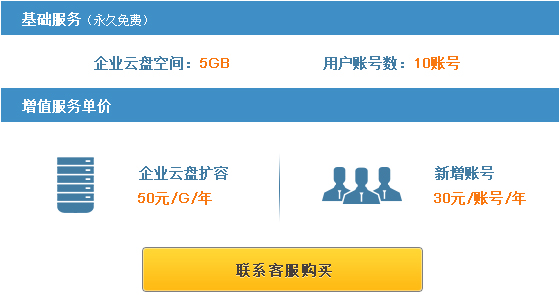 基础服务（永久免费）
企业云盘空间：5GB 用户账号数：10账号
增值服务单价
企业云盘扩容 新增账号
50元/G/年 30元/账号/年
联系客服购买